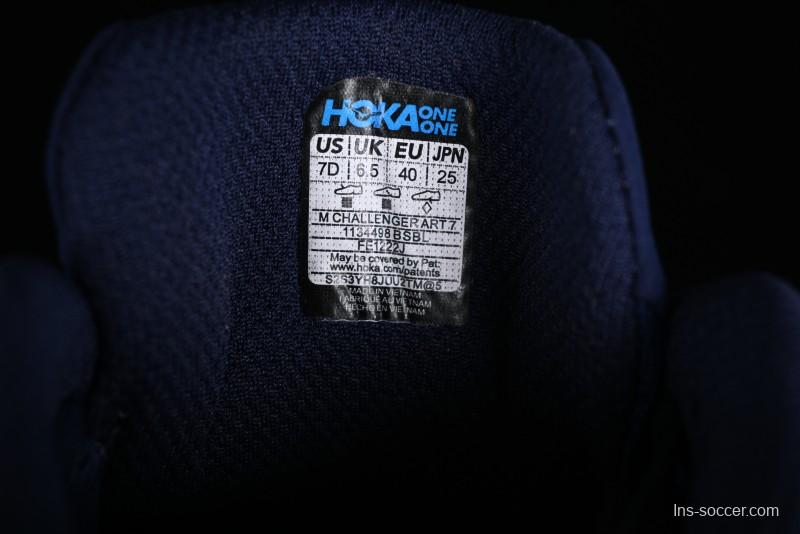 HOKA ONE ONE
US UK EU JPN
7D 6.5 40 25
M CHALLENGER ART 7
1134498 BSBL
FE1222J
May be covered by Pat:
www.hoka.com/patents
S2S3YH8JUU2TM@5
MADE IN VIETNAM
FABRIQUE AU VIETNAM
HECHO EN VIETNAM
Ins-soccer.com